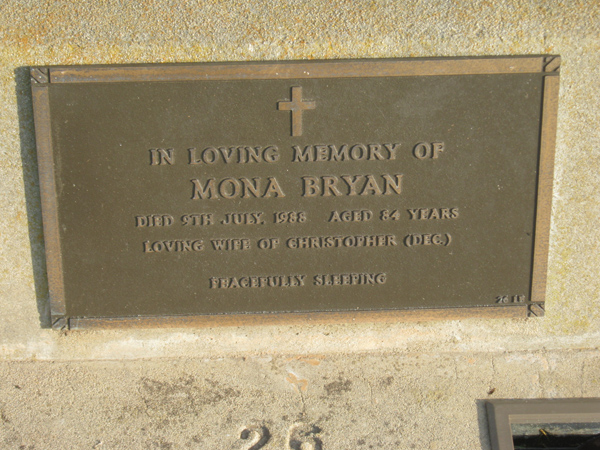 IN LOVING MEMORY OF
MONA BRYAN
DIED 9TH JULY, 1988 AGED 84 YEARS
LOVING WIFE OF CHRISTOPHER (DEC.)
PEACEFULLY SLEEPING
26